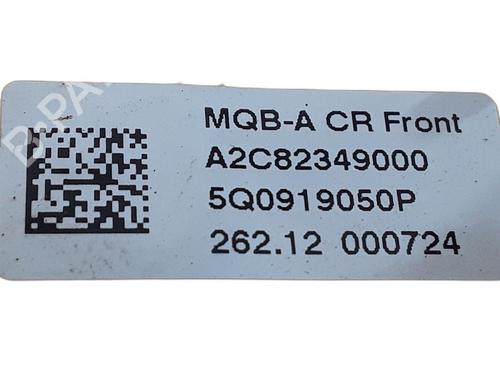 MQB-A CR Front
A2C82349000
5Q0919050P
262.12 000724